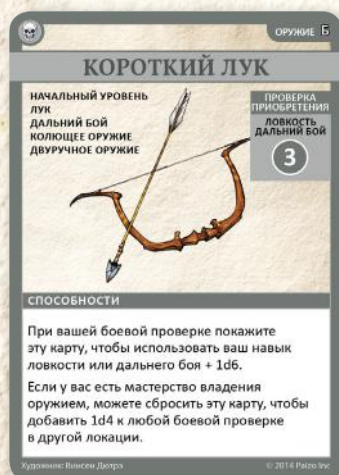 ОРУЖИЕ Б
КОРОТКИЙ ЛУК
НАЧАЛЬНЫЙ УРОВЕНЬ
ЛУК
ДАЛЬНИЙ БОЙ
КОЛЮЩЕЕ ОРУЖИЕ
ДВУРУЧНОЕ ОРУЖИЕ
ПРОВЕРКА
ПРИОБРЕТЕНИЯ
ЛОВКОСТЬ
ДАЛЬНИЙ БОЙ
3
СПОСОБНОСТИ
При вашей боевой проверке покажите
эту карту, чтобы использовать ваш навык
ловкости или дальнего боя + 1d6.
Если у вас есть мастерство владения
оружием, можете сбросить эту карту, чтобы
добавить 1d4 к любой боевой проверке
в другой локации.
Художник: Винсен Дютрэ
© 2014 Paizo Inc